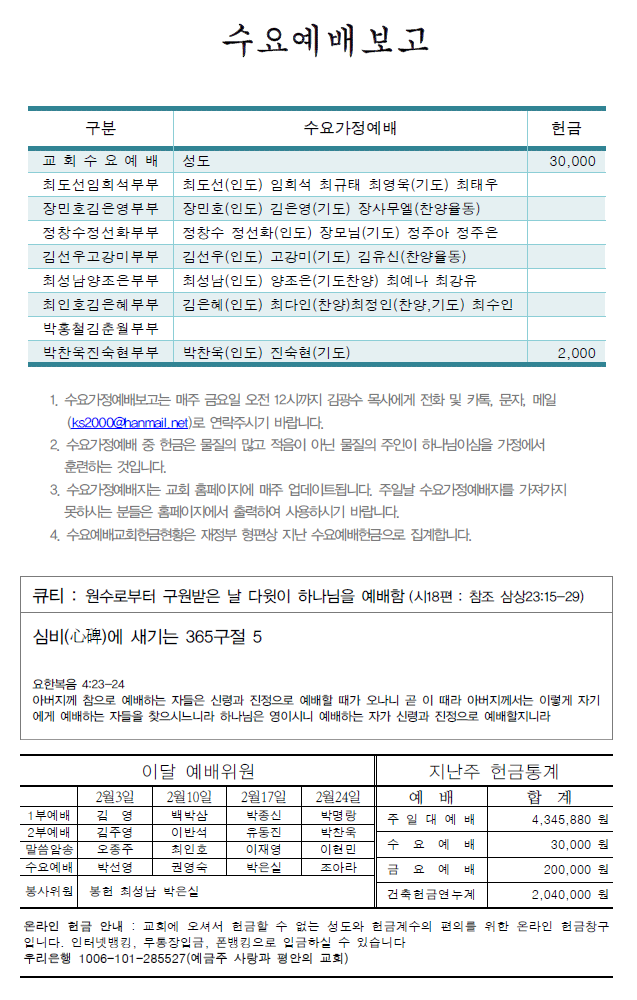 수요예배보고
구분 수요가정예배 헌금
교회수요예배 성도 30,000
최도선임희석부부 최도선(인도) 임희석 최규태 최영욱(기도) 최태우
장민호김은영부부 장민호(인도) 김은영(기도) 장사무엘(찬양율동)
정창수정선화부부 정창수 정선화(인도) 장모님(기도) 정주아 정주은
김선우고강미부부 김선우(인도) 고강미(기도) 김유신(찬양율동)
최성남양조은부부 최성남(인도) 양조은(기도찬양) 최예나 최강유
최인호김은혜부부 김은혜(인도) 최다인(찬양)최정인(찬양,기도) 최수인
박홍철김춘월부부
박찬욱진숙현부부 박찬욱(인도) 진숙현(기도) 2,000
1. 수요가정예배보고는 매주 금요일 오전 12시까지 김광수 목사에게 전화 및 카톡, 문자, 메일
(ks2000@hanmail.net)로 연락주시기 바랍니다.
2. 수요가정예배 중 헌금은 물질의 많고 적음이 아닌 물질의 주인이 하나님이심을 가정에서
훈련하는 것입니다.
3. 수요가정예배지는 교회 홈페이지에 매주 업데이트됩니다. 주일날 수요가정예배지를 가져가지
못하시는 분들은 홈페이지에서 출력하여 사용하시기 바랍니다.
4. 수요예배교회헌금현황은 재정부 형편상 지난 수요예배헌금으로 집계합니다.
큐티 : 원수로부터 구원받은 날 다윗이 하나님을 예배함 (시18편 : 참조 삼상23:15-29)
심비(心碑)에 새기는 365구절 5
요한복음 4:23-24
아버지께 참으로 예배하는 자들은 신령과 진정으로 예배할 때가 오나니 곧 이 때라 아버지께서는 이렇게 자기
에게 예배하는 자들을 찾으시느니라 하나님은 영이시니 예배하는 자가 신령과 진정으로 예배할지니라
이달 예배위원
2월3일 2월10일 2월17일 2월24일
1부예배 김 영 백박삼 박종신 박명랑
2부예배 김주영 이반석 유동진 박찬욱
말씀암송 오종주 최인호 이재영 이현민
수요예배 박선영 권영숙 박은실 조아라
봉사위원 봉헌 최성남 박은실
지난주 헌금통계
예 배 합 계
주일대예배 4,345,880 원
수 요 예 배 30,000 원
금 요 예 배 200,000 원
건축헌금연누계 2,040,000 원
온라인 헌금 안내 : 교회에 오셔서 헌금할 수 없는 성도와 헌금계수의 편의를 위한 온라인 헌금창구
입니다. 인터넷뱅킹, 무통장입금, 폰뱅킹으로 입금하실 수 있습니다
우리은행 1006-101-285527(예금주 사랑과 평안의 교회)